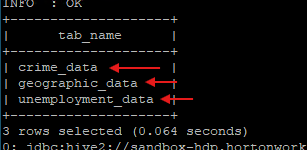 INFO  : OK
+--------------------+
|      tab_name      |
+--------------------+
| crime_data
| geographic_data
| unemployment_data
+--------------------+
3 rows selected (0.064 seconds)
0: jdbc:hive2://sandbox-hdp.hortonwork